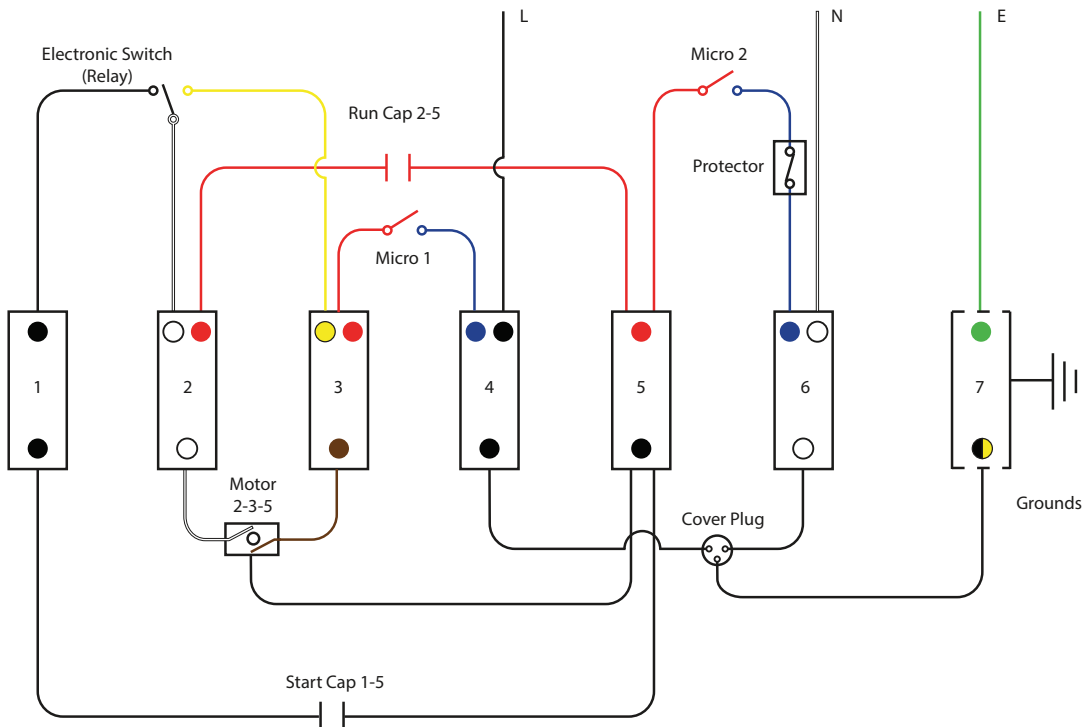 L
N
E
Electronic Switch
(Relay)
Micro 2
Run Cap 2-5
Protector
Micro 1
1
2
3
4
5
6
7
Motor
2-3-5
Grounds
Cover Plug
Start Cap 1-5